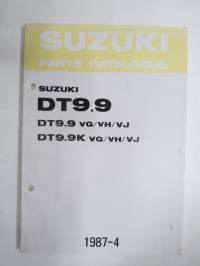 SUZUKI
PARTS CATALOGUE
SUZUKI
DT9.9
DT9.9 VG/VH/VJ
DT9.9K VG/VH/VJ
1987-4